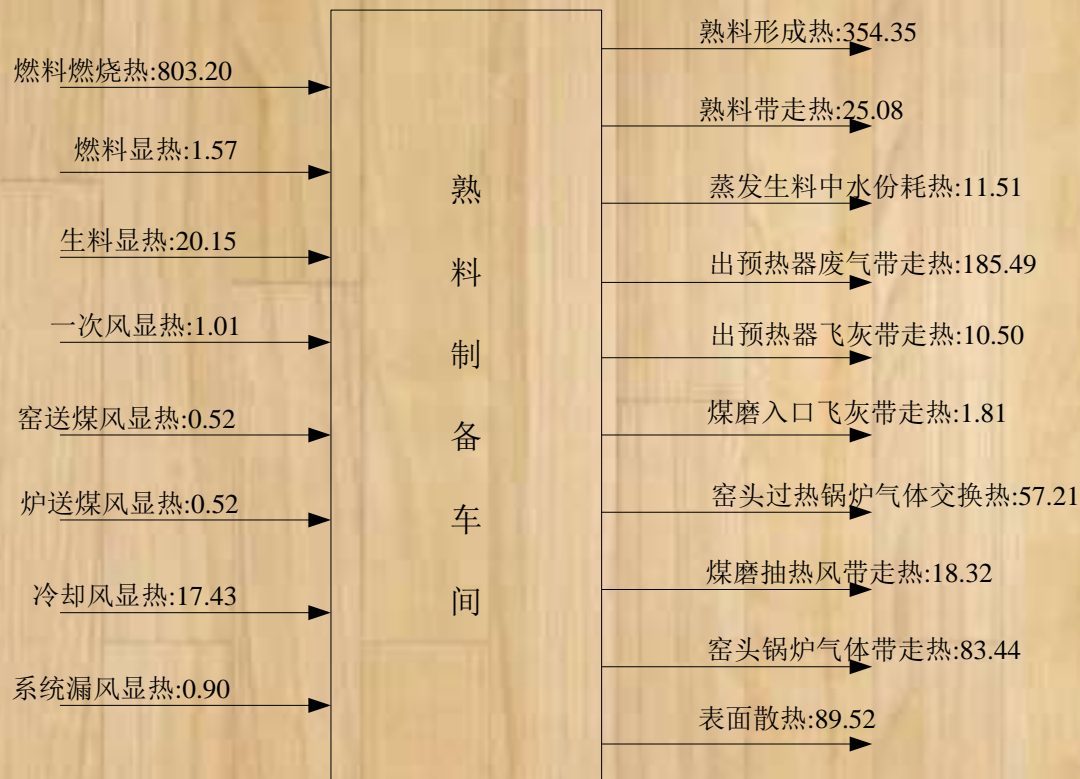 燃料燃烧热:803.20
燃料显热:1.57
生料显热:20.15
一次风显热:1.01
窑送煤风显热:0.52
炉送煤风显热:0.52
冷却风显热:17.43
系统漏风显热:0.90
熟
料
制
备
车
间
熟料形成热:354.35
熟料带走热:25.08
蒸发生料中水份耗热:11.51
出预热器废气带走热:185.49
出预热器飞灰带走热:10.50
煤磨入口飞灰带走热:1.81
窑头过热锅炉气体交换热:57.21
煤磨抽热风带走热:18.32
窑头锅炉气体带走热:83.44
表面散热:89.52